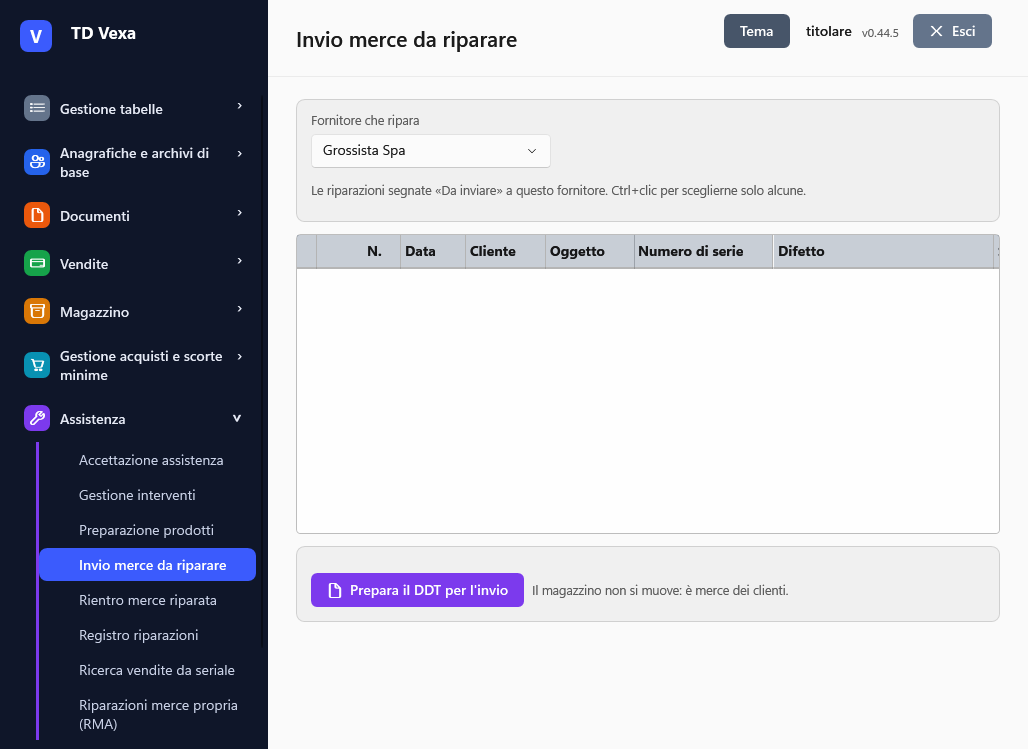 V TD Vexa
Gestione tabelle
Anagrafiche e archivi di
base
Documenti
Vendite
Magazzino
Gestione acquisti e scorte
minime
Assistenza
Accettazione assistenza
Gestione interventi
Preparazione prodotti
Invio merce da riparare
Rientro merce riparata
Registro riparazioni
Ricerca vendite da seriale
Riparazioni merce propria
(RMA)
Invio merce da riparare
Tema titolare v0.44.5 Esci
Fornitore che ripara
Grossista Spa
Le riparazioni segnate «Da inviare» a questo fornitore. Ctrl+clic per sceglierne solo alcune.
N. Data Cliente Oggetto Numero di serie Difetto
Prepara il DDT per l'invio Il magazzino non si muove: è merce dei clienti.